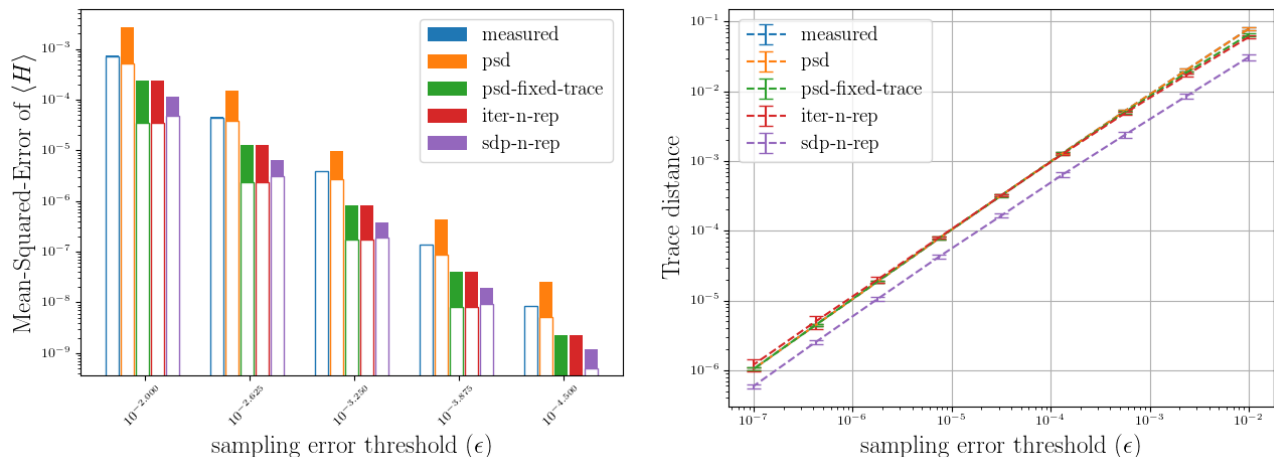 Mean-Squared-Error of ⟨H⟩
10⁻³
10⁻⁴
10⁻⁵
10⁻⁶
10⁻⁷
10⁻⁸
10⁻⁹
measured
psd
psd-fixed-trace
iter-n-rep
sdp-n-rep
10⁻²·⁰⁰⁰
10⁻²·⁶²⁵
10⁻³·²⁵⁰
10⁻³·⁸⁷⁵
10⁻⁴·⁵⁰⁰
sampling error threshold (ϵ)
Trace distance
10⁻¹
10⁻²
10⁻³
10⁻⁴
10⁻⁵
10⁻⁶
measured
psd
psd-fixed-trace
iter-n-rep
sdp-n-rep
10⁻⁷
10⁻⁶
10⁻⁵
10⁻⁴
10⁻³
10⁻²
sampling error threshold (ϵ)